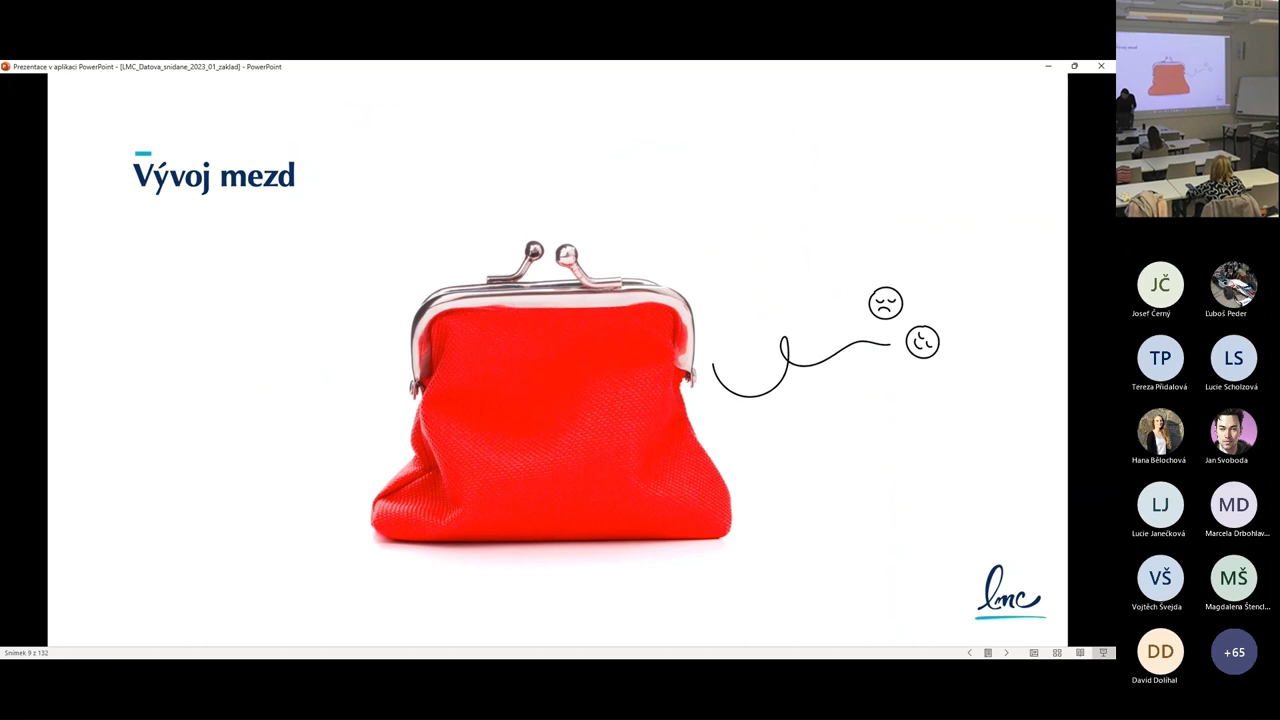 Prezentace v aplikaci PowerPoint - [LMC_Datova_snidane_2023_01_zaklad] - PowerPoint
Vývoj mezd
lmc
Snímek 9 z 132
JČ
Josef Černý
Ľuboš Peder
TP
LS
Tereza Přidalová
Lucie Scholzová
Hana Bělochová
Jan Svoboda
LJ
MD
Lucie Janečková
Marcela Drbohlav...
VŠ
MŠ
Vojtěch Švejda
Magdalena Štencl...
DD
+65
David Dolíhal